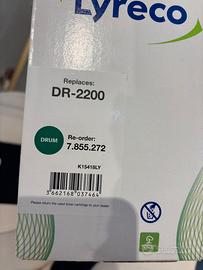 Lyreco
Replaces:
DR-2200
DRUM
Re-order:
7.855.272
K15418LY
3 662168 037464
Please return the used toner cartridge to your dealer